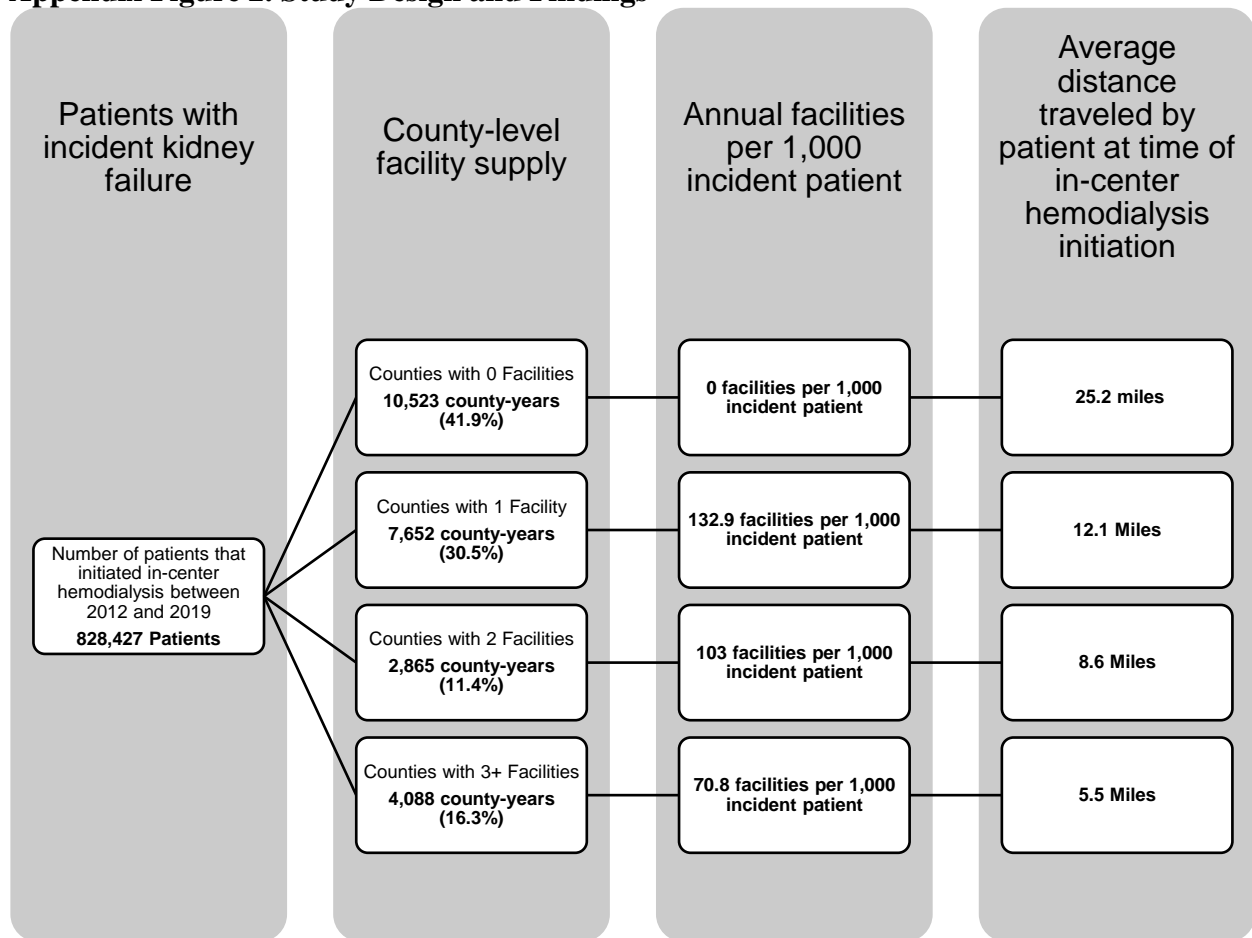 Appendix Figure Study Design and Findings
Patients with
incident kidney
failure
County-level
facility supply
Annual facilities
per 1,000
incident patient
Average
distance
traveled by
patient at time of
in-center
hemodialysis
initiation
Number of patients that
initiated in-center
hemodialysis between
2012 and 2019
828,427 Patients
Counties with 0 Facilities
10,523 county-years
(41.9%)
0 facilities per 1,000
incident patient
25.2 miles
Counties with 1 Facility
7,652 county-years
(30.5%)
132.9 facilities per 1,000
incident patient
12.1 Miles
Counties with 2 Facilities
2,865 county-years
(11.4%)
103 facilities per 1,000
incident patient
8.6 Miles
Counties with 3+ Facilities
4,088 county-years
(16.3%)
70.8 facilities per 1,000
incident patient
5.5 Miles